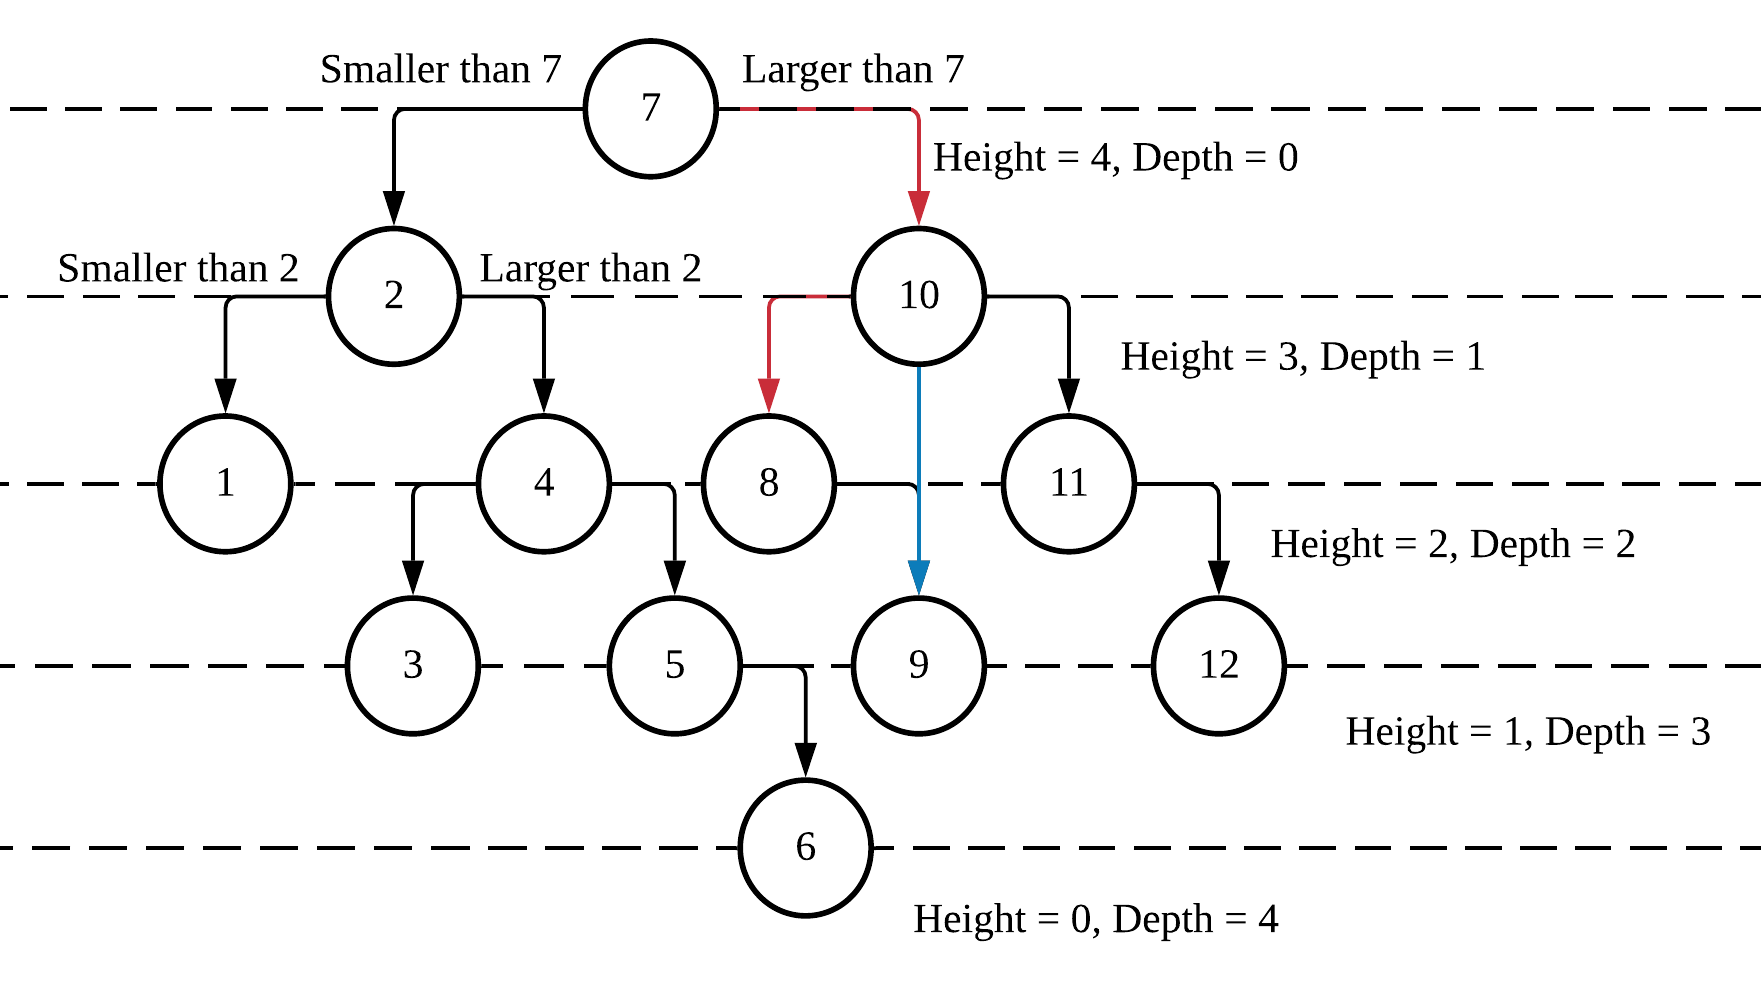 Smaller than 7
7
Larger than 7
Height = 4, Depth = 0
Smaller than 2
2
Larger than 2
10
Height = 3, Depth = 1
1
4
8
11
Height = 2, Depth = 2
3
5
9
12
Height = 1, Depth = 3
6
Height = 0, Depth = 4